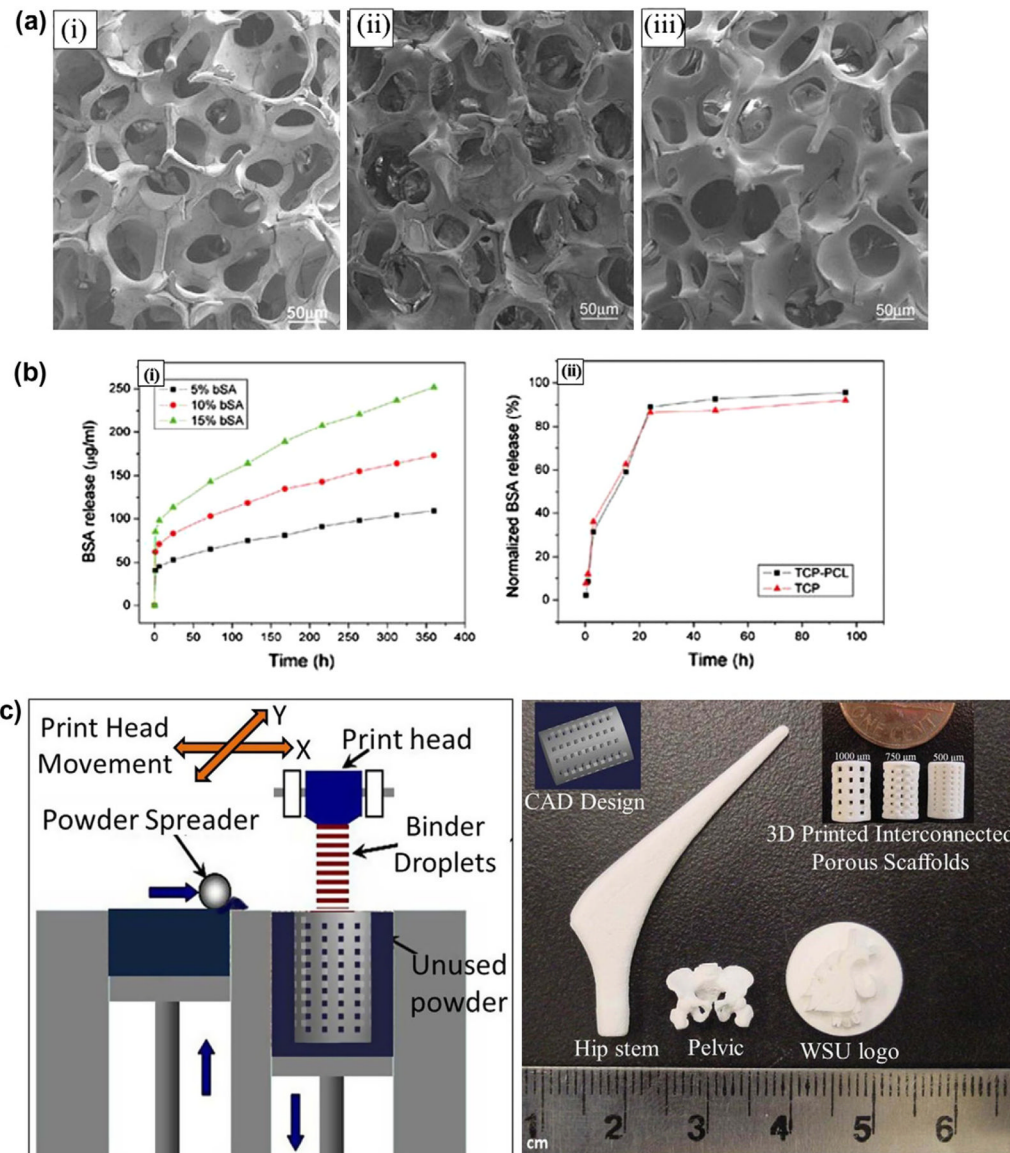 (a)
(i)
(ii)
(iii)
50μm
50μm
50μm
(b)
(i)
5% bSA
10% bSA
15% bSA
BSA release (μg/ml)
250
200
150
100
50
0
0 50 100 150 200 250 300 350 400
Time (h)
(ii)
Normalized BSA release (%)
100
80
60
40
20
0
TCP-PCL
TCP
0 20 40 60 80 100
Time (h)
c)
Print Head
Movement
Y
X
Print head
Powder Spreader
Binder
Droplets
Unused
powder
CAD Design
1000 μm 750 μm 500 μm
3D Printed Interconnected
Porous Scaffolds
Hip stem
Pelvic
WSU logo
1 2 3 4 5 6
cm